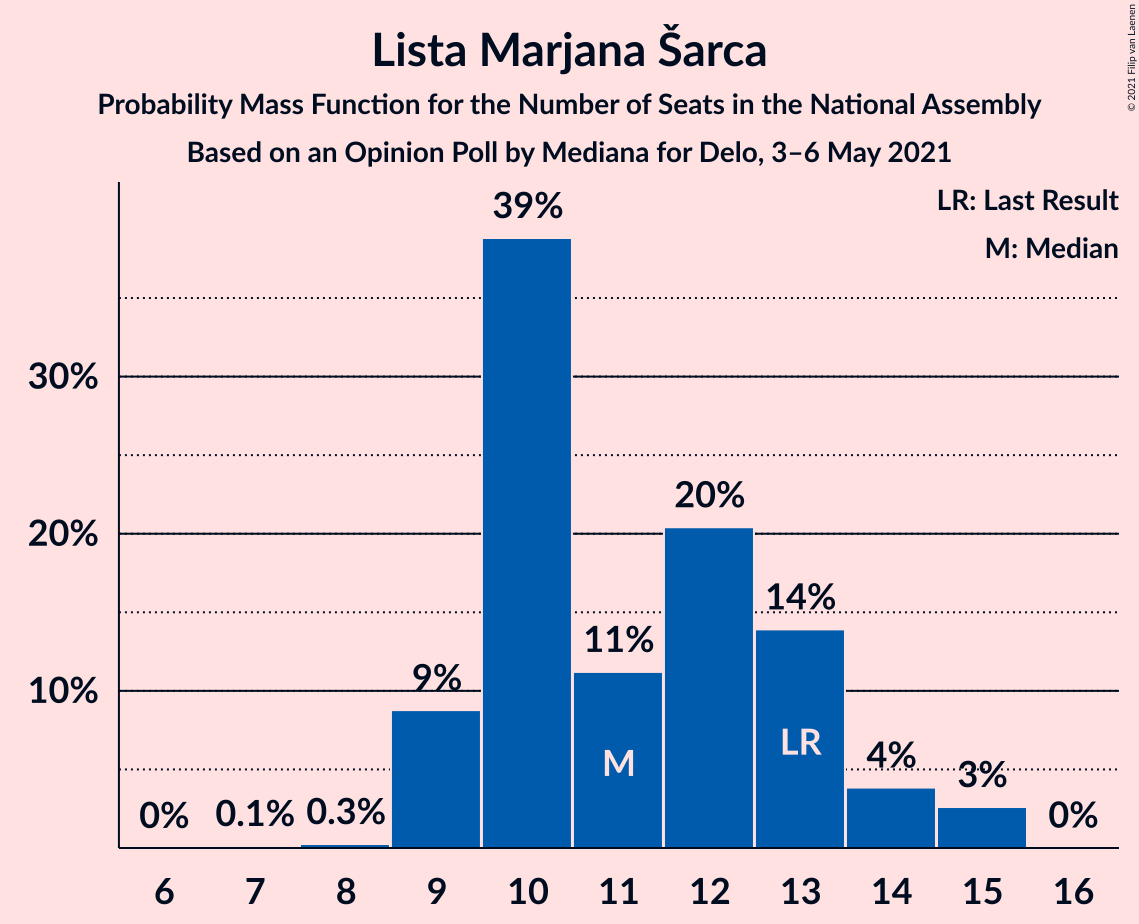 © 2021 Filip van Laenen
Lista Marjana Šarca
Probability Mass Function for the Number of Seats in the National Assembly
Based on an Opinion Poll by Mediana for Delo, 3–6 May 2021
LR: Last Result
M: Median
39%
30%
20%
20%
14%
11%
9%
10%
LR
M
4%
3%
0%
0.1%
0.3%
0%
6 7 8 9 10 11 12 13 14 15 16